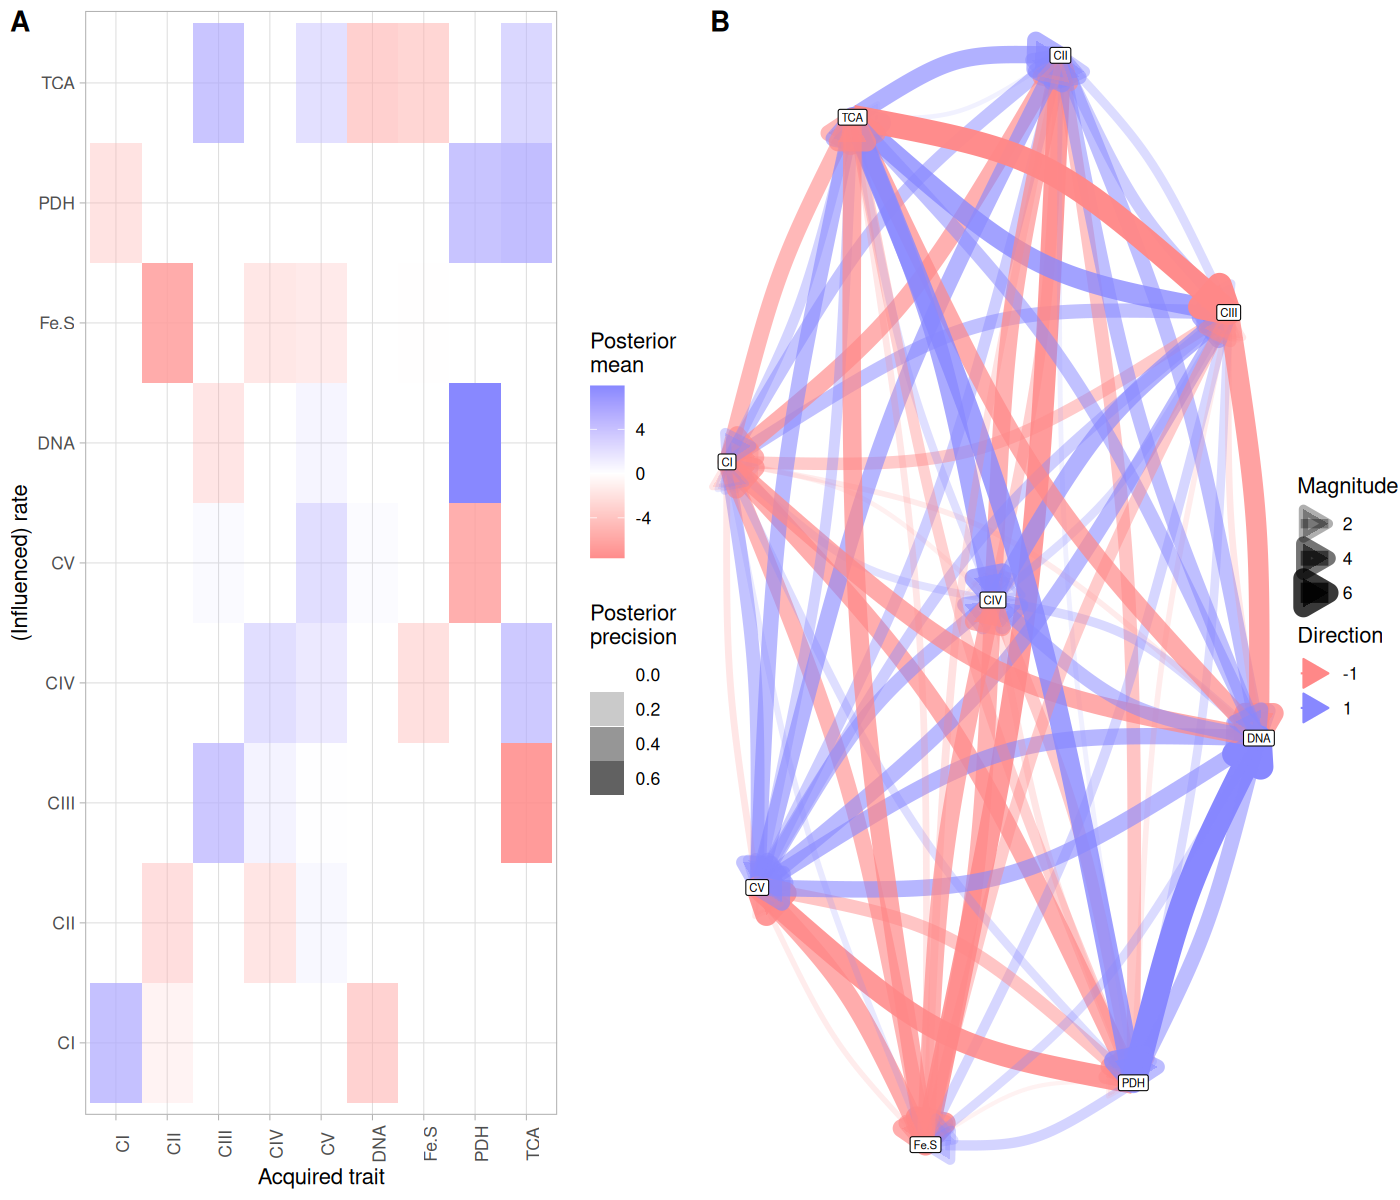 A
TCA
PDH
Fe.S
DNA
CV
CIV
CIII
CII
CI
(Influenced) rate
CI
CII
CIII
CIV
CV
DNA
Fe.S
PDH
TCA
Acquired trait
Posterior
mean
4
0
-4
Posterior
precision
0.0
0.2
0.4
0.6
B
CII
TCA
CIII
CI
CIV
DNA
CV
PDH
Fe.S
Magnitude
2
4
6
Direction
-1
1